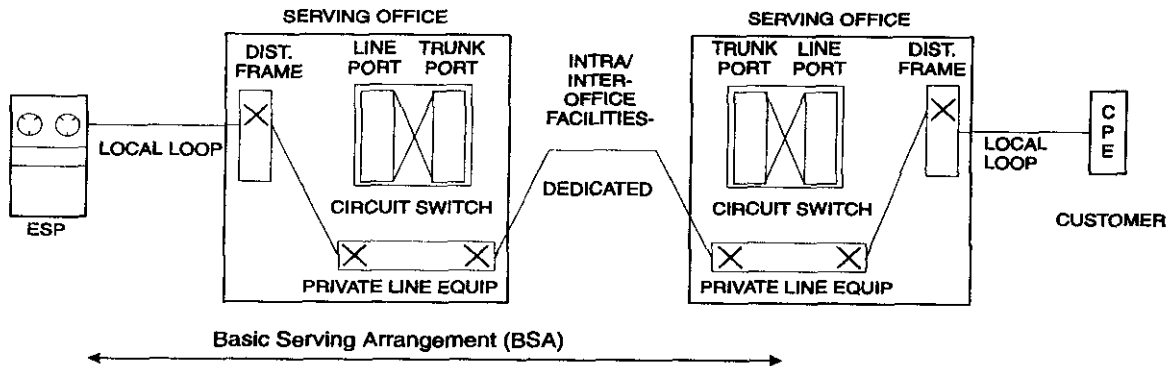 SERVING OFFICE
DIST.
FRAME
LINE
PORT
TRUNK
PORT
LOCAL LOOP
ESP
CIRCUIT SWITCH
PRIVATE LINE EQUIP
INTRA/
INTER-
OFFICE
FACILITIES-
DEDICATED
SERVING OFFICE
TRUNK
PORT
LINE
PORT
DIST.
FRAME
CIRCUIT SWITCH
PRIVATE LINE EQUIP
LOCAL
LOOP
C
P
E
CUSTOMER
Basic Serving Arrangement (BSA)